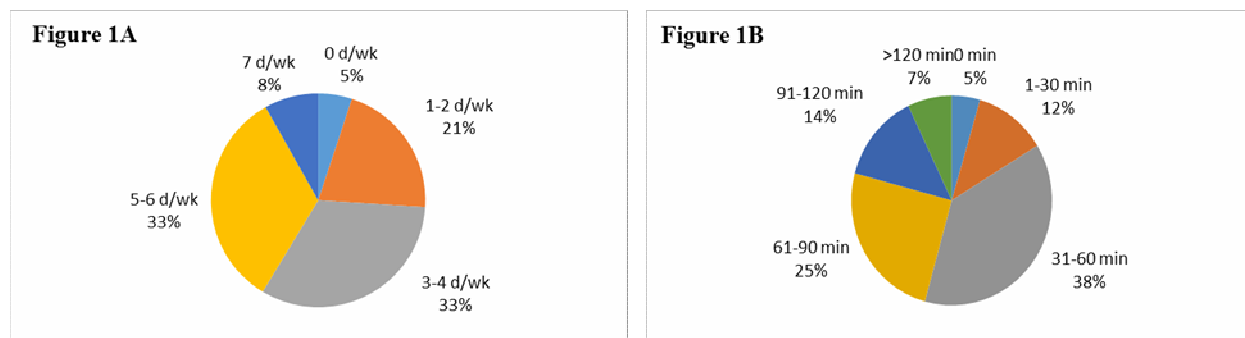 Figure 1A
0 d/wk
5%
1-2 d/wk
21%
3-4 d/wk
33%
5-6 d/wk
33%
7 d/wk
8%
Figure 1B
0 min
5%
1-30 min
12%
31-60 min
38%
61-90 min
25%
91-120 min
14%
>120 min
7%